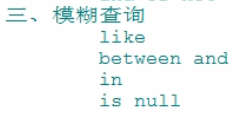 三、模糊查询
like
between and
in
is null